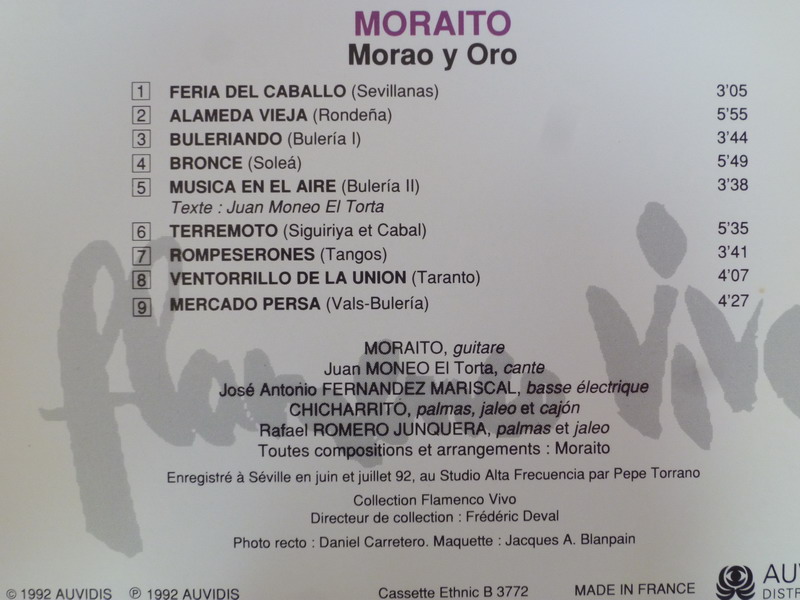 MORAITO
Morao y Oro
1 FERIA DEL CABALLO (Sevillanas) 3'05
2 ALAMEDA VIEJA (Rondeña) 5'55
3 BULERIANDO (Bulería I) 3'44
4 BRONCE (Soleá) 5'49
5 MUSICA EN EL AIRE (Bulería II) 3'38
Texte : Juan Moneo El Torta
6 TERREMOTO (Siguiriya et Cabal) 5'35
7 ROMPESERONES (Tangos) 3'41
8 VENTORRILLO DE LA UNION (Taranto) 4'07
9 MERCADO PERSA (Vals-Bulería) 4'27
MORAITO, guitare
Juan MONEO El Torta, cante
José Antonio FERNANDEZ MARISCAL, basse électrique
CHICHARRITO, palmas, jaleo et cajón
Rafael ROMERO JUNQUERA, palmas et jaleo
Toutes compositions et arrangements : Moraito
Enregistré à Séville en juin et juillet 92, au Studio Alta Frecuencia par Pepe Torrano
Collection Flamenco Vivo
Directeur de collection : Frédéric Deval
Photo recto : Daniel Carretero. Maquette : Jacques A. Blanpain
© 1992 AUVIDIS ℗ 1992 AUVIDIS Cassette Ethnic B 3772 MADE IN FRANCE